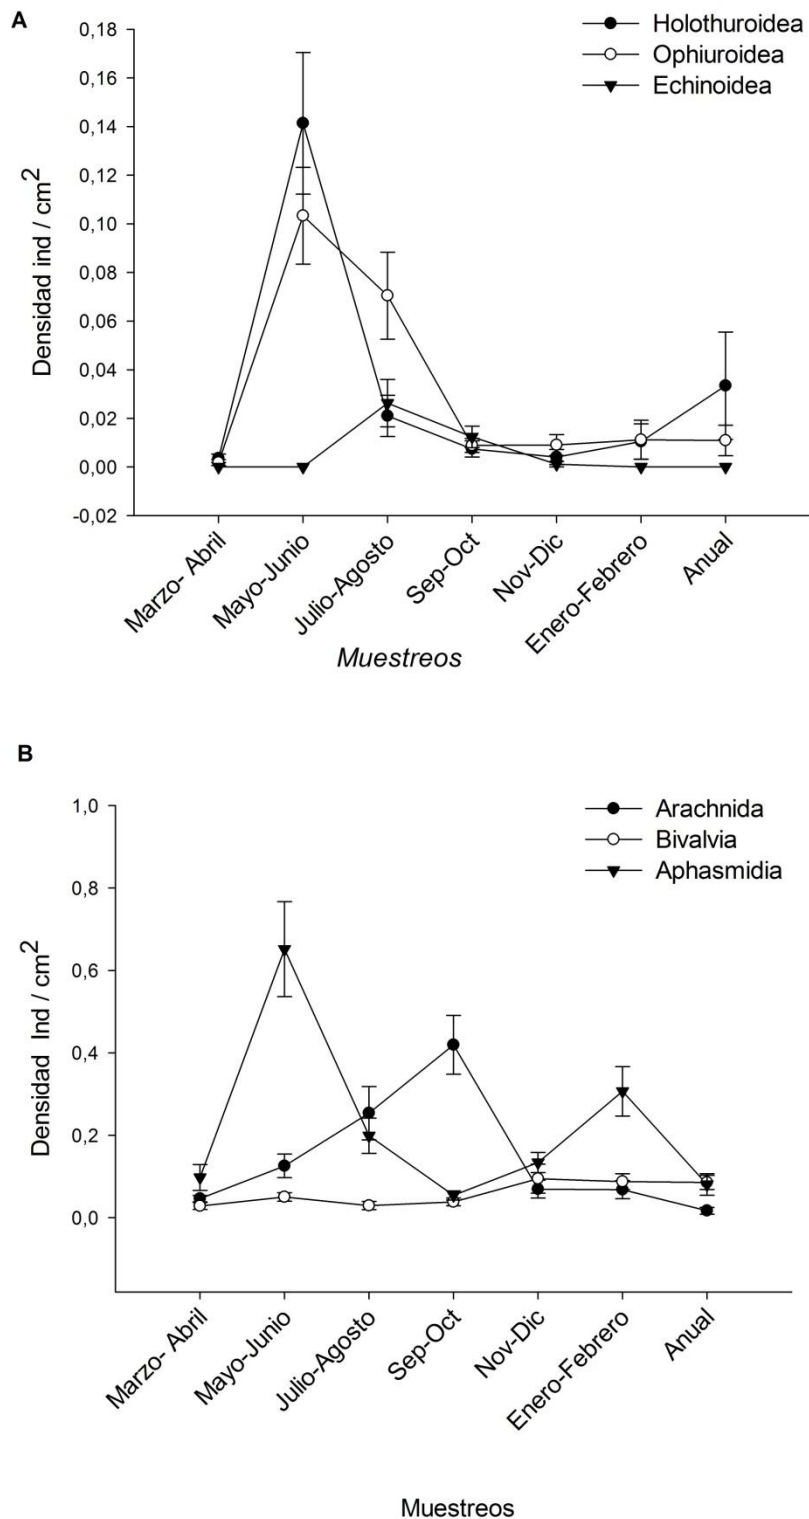 A
Holothuroidea
Ophiuroidea
Echinoidea
Densidad ind / cm²
0,18
0,16
0,14
0,12
0,10
0,08
0,06
0,04
0,02
0,00
-0,02
Marzo- Abril
Mayo-Junio
Julio-Agosto
Sep-Oct
Nov-Dic
Enero-Febrero
Anual
Muestreos
B
Arachnida
Bivalvia
Aphasmidia
Densidad Ind / cm²
1,0
0,8
0,6
0,4
0,2
0,0
Marzo- Abril
Mayo-Junio
Julio-Agosto
Sep-Oct
Nov-Dic
Enero-Febrero
Anual
Muestreos